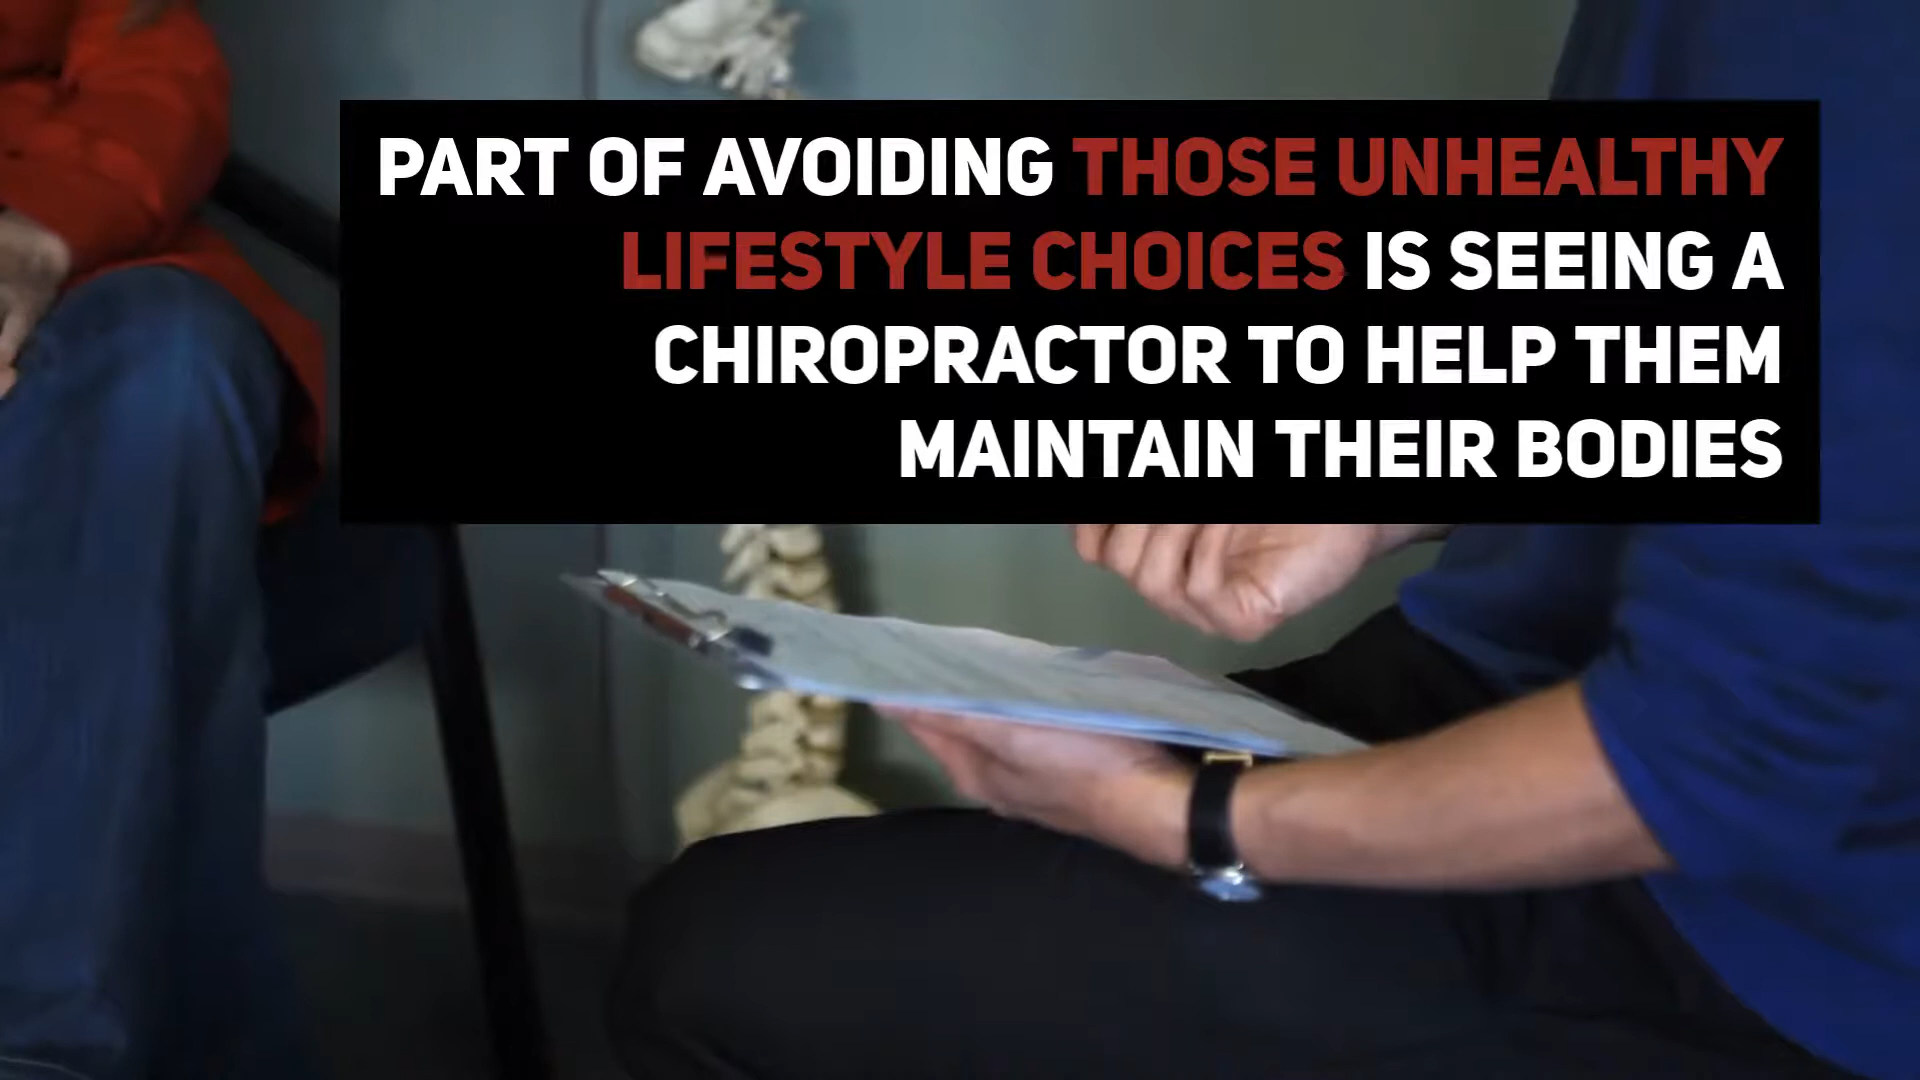 PART OF AVOIDING THOSE UNHEALTHY
LIFESTYLE CHOICES IS SEEING A
CHIROPRACTOR TO HELP THEM
MAINTAIN THEIR BODIES